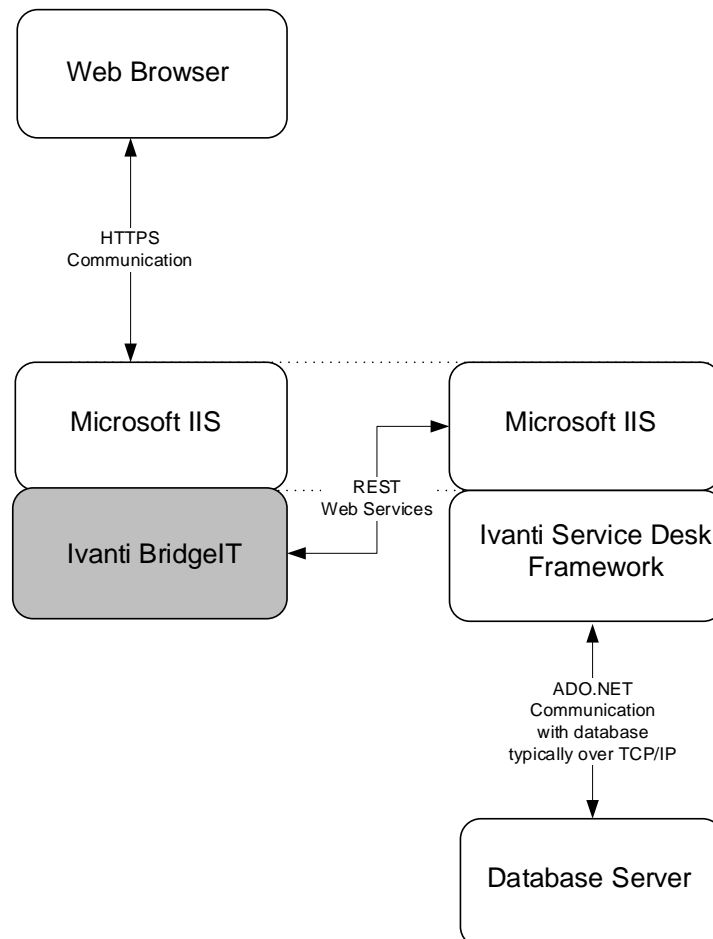 Web Browser
HTTPS
Communication
Microsoft IIS
Microsoft IIS
REST
Web Services
Ivanti BridgeIT
Ivanti Service Desk
Framework
ADO.NET
Communication
with database
typically over TCP/IP
Database Server